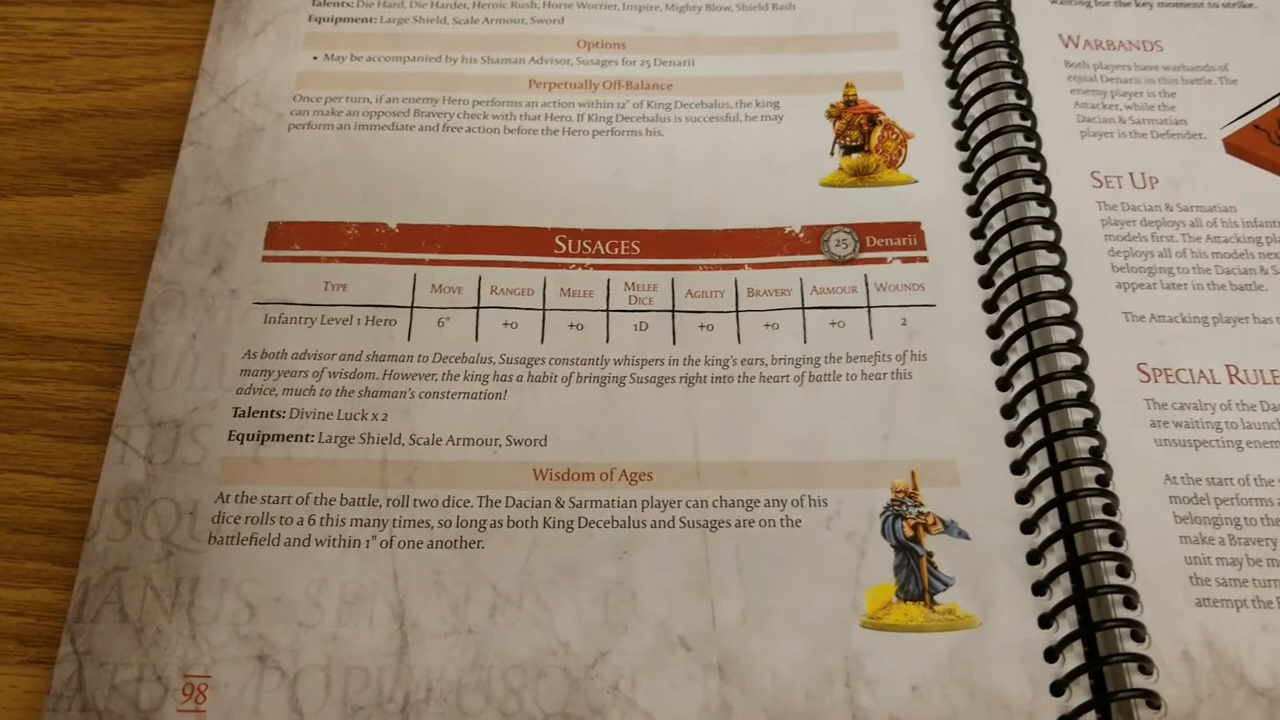 Talents: Die Hard, Die Harder, Heroic Rush, Horse Worrier, Inspire, Mighty Blow, Shield Bash
Equipment: Large Shield, Scale Armour, Sword
Options
• May be accompanied by his Shaman Advisor, Susages for 25 Denarii
Perpetually Off-Balance
Once per turn, if an enemy Hero performs an action within 12" of King Decebalus, the king
can make an opposed Bravery check with that Hero. If King Decebalus is successful, he may
perform an immediate and free action before the Hero performs his.
SUSAGES 25 Denarii
TYPE MOVE RANGED MELEE MELEE DICE AGILITY BRAVERY ARMOUR WOUNDS
Infantry Level 1 Hero 6" +0 +0 1D +0 +0 +0 2
As both advisor and shaman to Decebalus, Susages constantly whispers in the king's ears, bringing the benefits of his
many years of wisdom. However, the king has a habit of bringing Susages right into the heart of battle to hear this
advice, much to the shaman's consternation!
Talents: Divine Luck x 2
Equipment: Large Shield, Scale Armour, Sword
Wisdom of Ages
At the start of the battle, roll two dice. The Dacian & Sarmatian player can change any of his
dice rolls to a 6 this many times, so long as both King Decebalus and Susages are on the
battlefield and within 1" of one another.
98
waiting for the key moment to strike.
WARBANDS
Both players have warbands of
equal Denarii in this battle. The
enemy player is the
Attacker, while the
Dacian & Sarmatian
player is the Defender.
SET UP
The Dacian & Sarmatian
player deploys all of his
models first. The Attacking
deploys all of his models
belonging to the Dacian &
appear later in the battle.
The Attacking player has
SPECIAL
The cavalry of the
are waiting to
unsuspecting
At the start of the
model performs
belonging to the
make a Bravery
unit may be
the same turn
attempt the